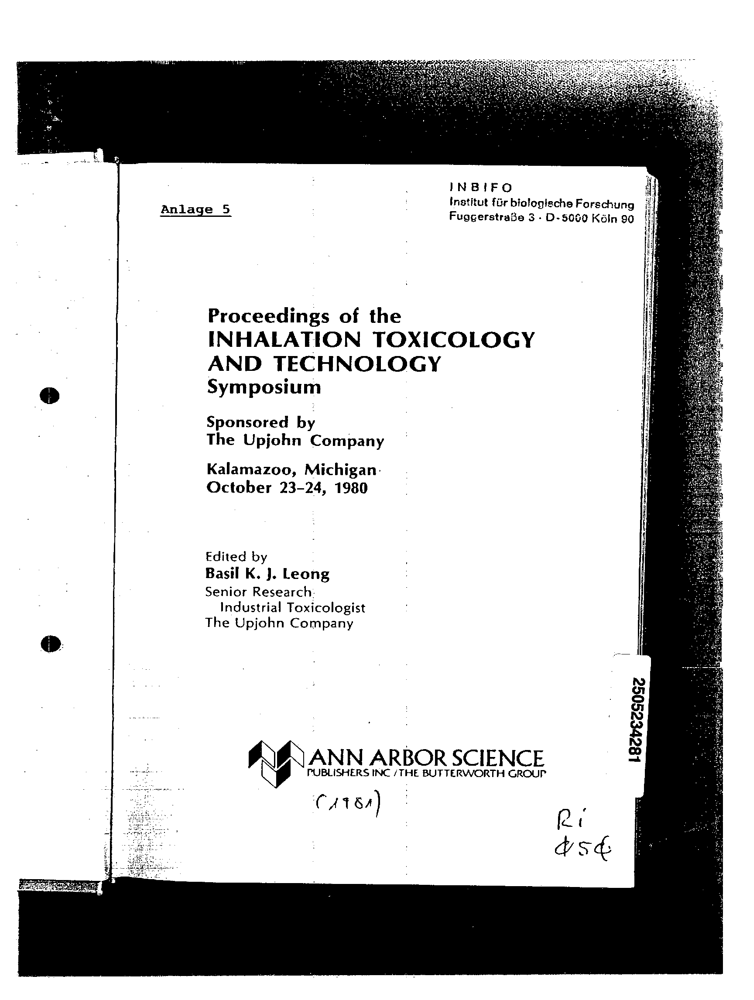 INBIFO
Institut für biologische Forschung
Fuggerstraße 3 · D-5000 Köln 90
Anlage 5
Proceedings of the
INHALATION TOXICOLOGY
AND TECHNOLOGY
Symposium
Sponsored by
The Upjohn Company
Kalamazoo, Michigan
October 23-24, 1980
Edited by
Basil K. J. Leong
Senior Research
Industrial Toxicologist
The Upjohn Company
2505234281
ANN ARBOR SCIENCE
PUBLISHERS INC / THE BUTTERWORTH GROUP
(1981)
Ri